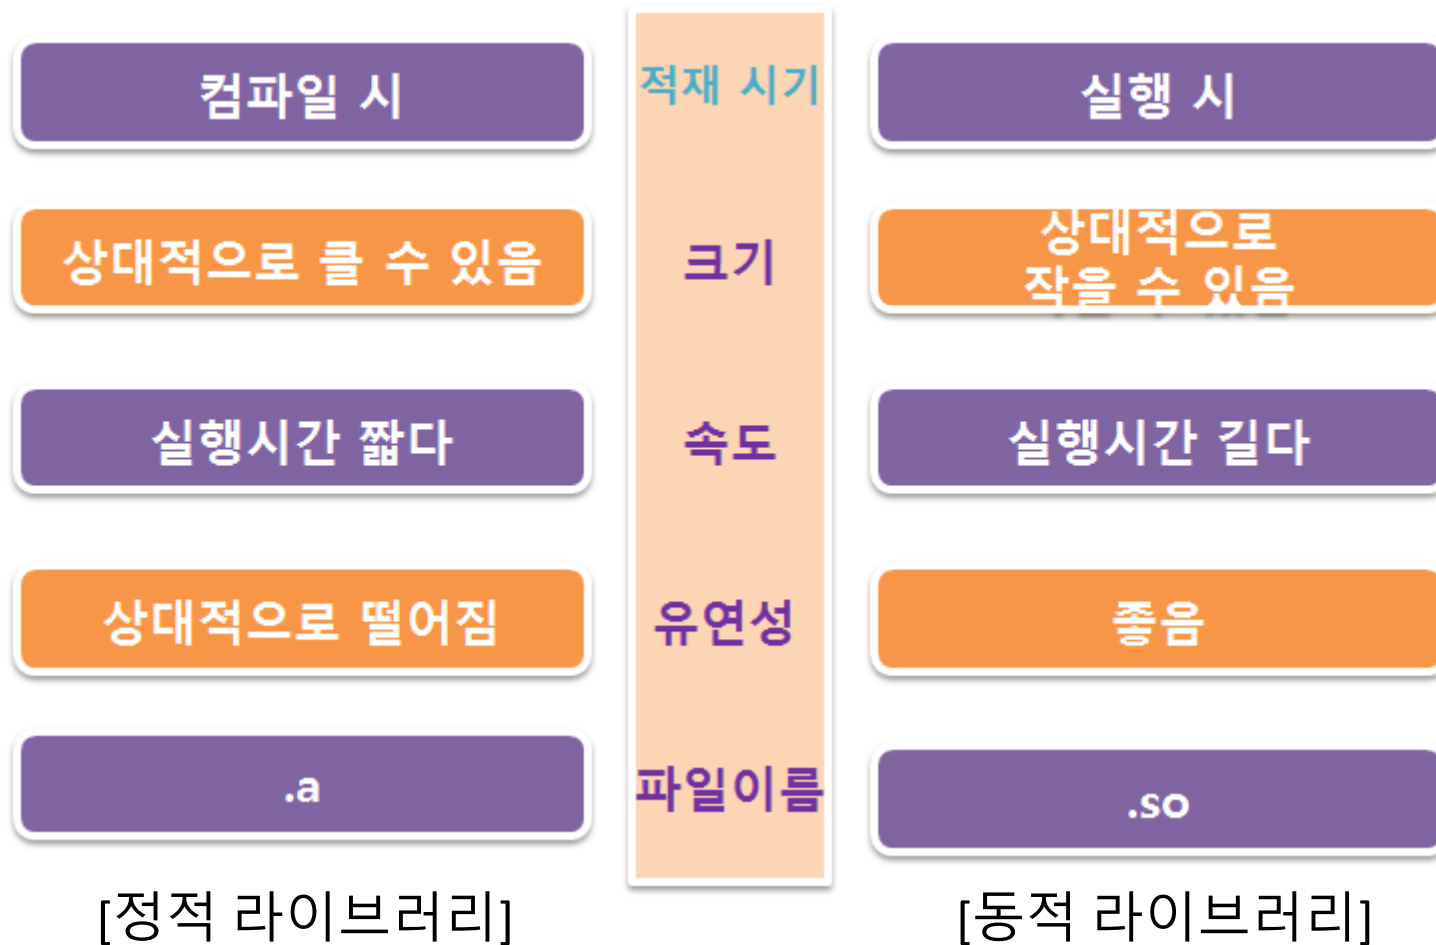 컴파일 시
적재 시기
실행 시
상대적으로 클 수 있음
크기
상대적으로
작을 수 있음
실행시간 짧다
속도
실행시간 길다
상대적으로 떨어짐
유연성
좋음
.a
파일이름
.so
[정적 라이브러리]
[동적 라이브러리]